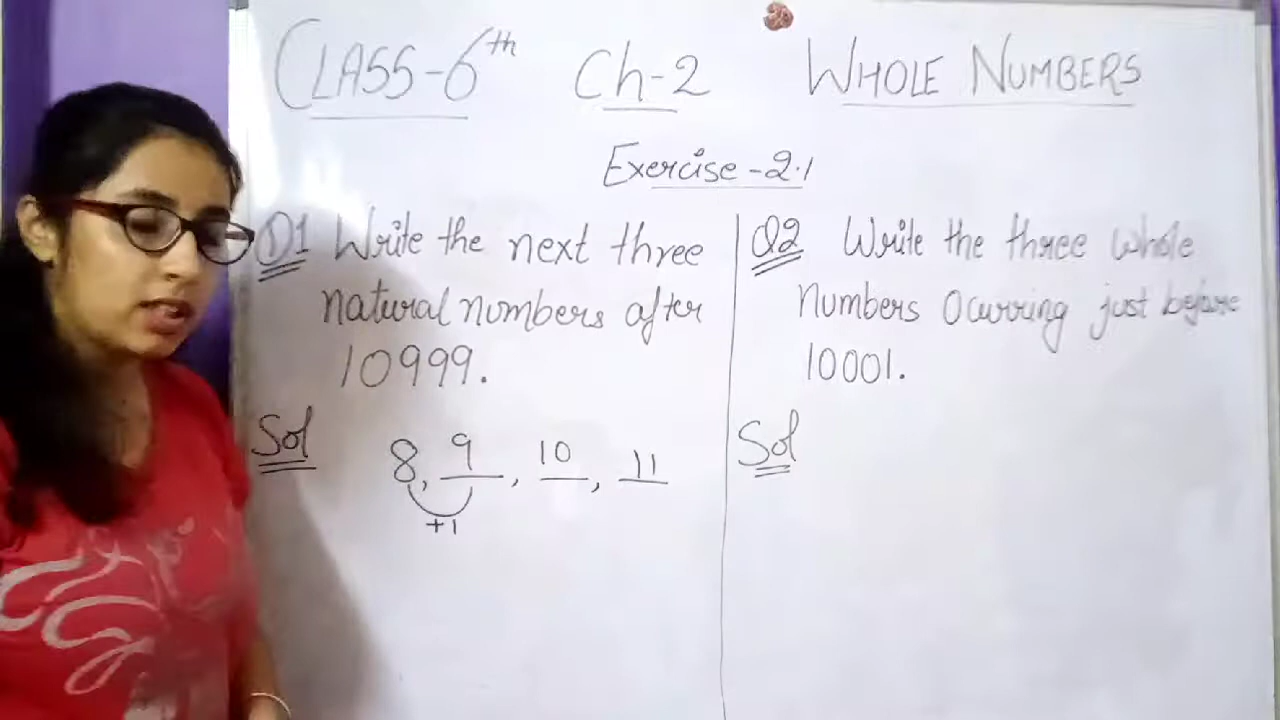 CLASS-6th Ch-2 WHOLE NUMBERS
Exercise-2.1
Q1 Write the next three
natural numbers after
10999.
Sol
8, 9, 10, 11
+1
Q2 Write the three whole
numbers Ocurring just before
10001.
Sol